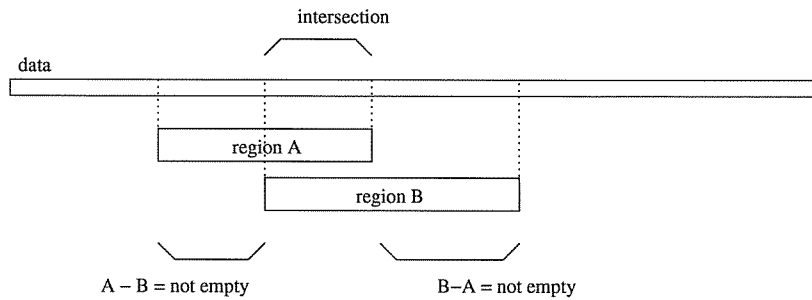 intersection
data
region A
region B
A – B = not empty
B–A = not empty